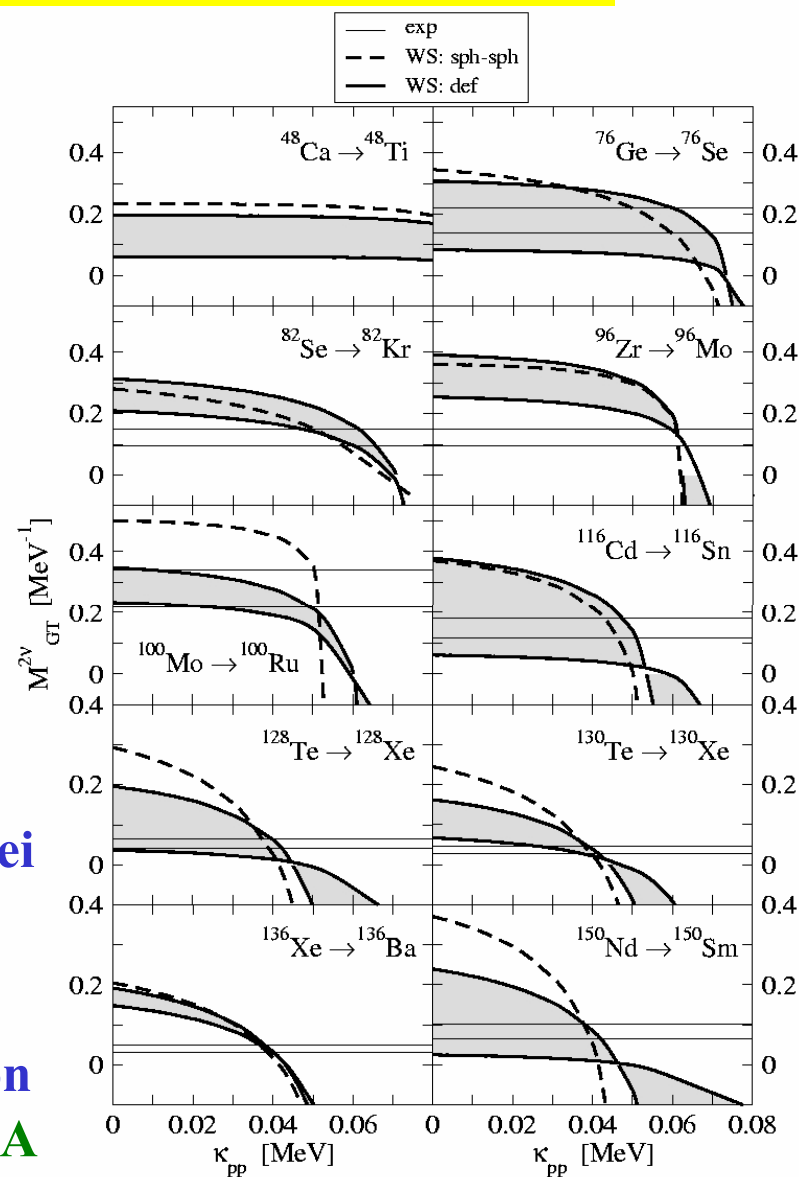 exp
WS: sph-sph
WS: def
⁴⁸Ca → ⁴⁸Ti
⁷⁶Ge → ⁷⁶Se
0.4
0.2
0
0.4
0.2
0
⁸²Se → ⁸²Kr
⁹⁶Zr → ⁹⁶Mo
0.4
0.2
0
0.4
0.2
0
¹⁰⁰Mo → ¹⁰⁰Ru
¹¹⁶Cd → ¹¹⁶Sn
0.4
0.2
0
0.4
0.2
0
M²ᵛ_GT [MeV⁻¹]
¹²⁸Te → ¹²⁸Xe
¹³⁰Te → ¹³⁰Xe
0.4
0.2
0
0.2
0
ei
¹³⁶Xe → ¹³⁶Ba
¹⁵⁰Nd → ¹⁵⁰Sm
0.4
0.2
0
0.4
0.2
0
on
A
0 0.02 0.04 0.06 0 0.02 0.04 0.06 0.08
κ_pp [MeV]
κ_pp [MeV]